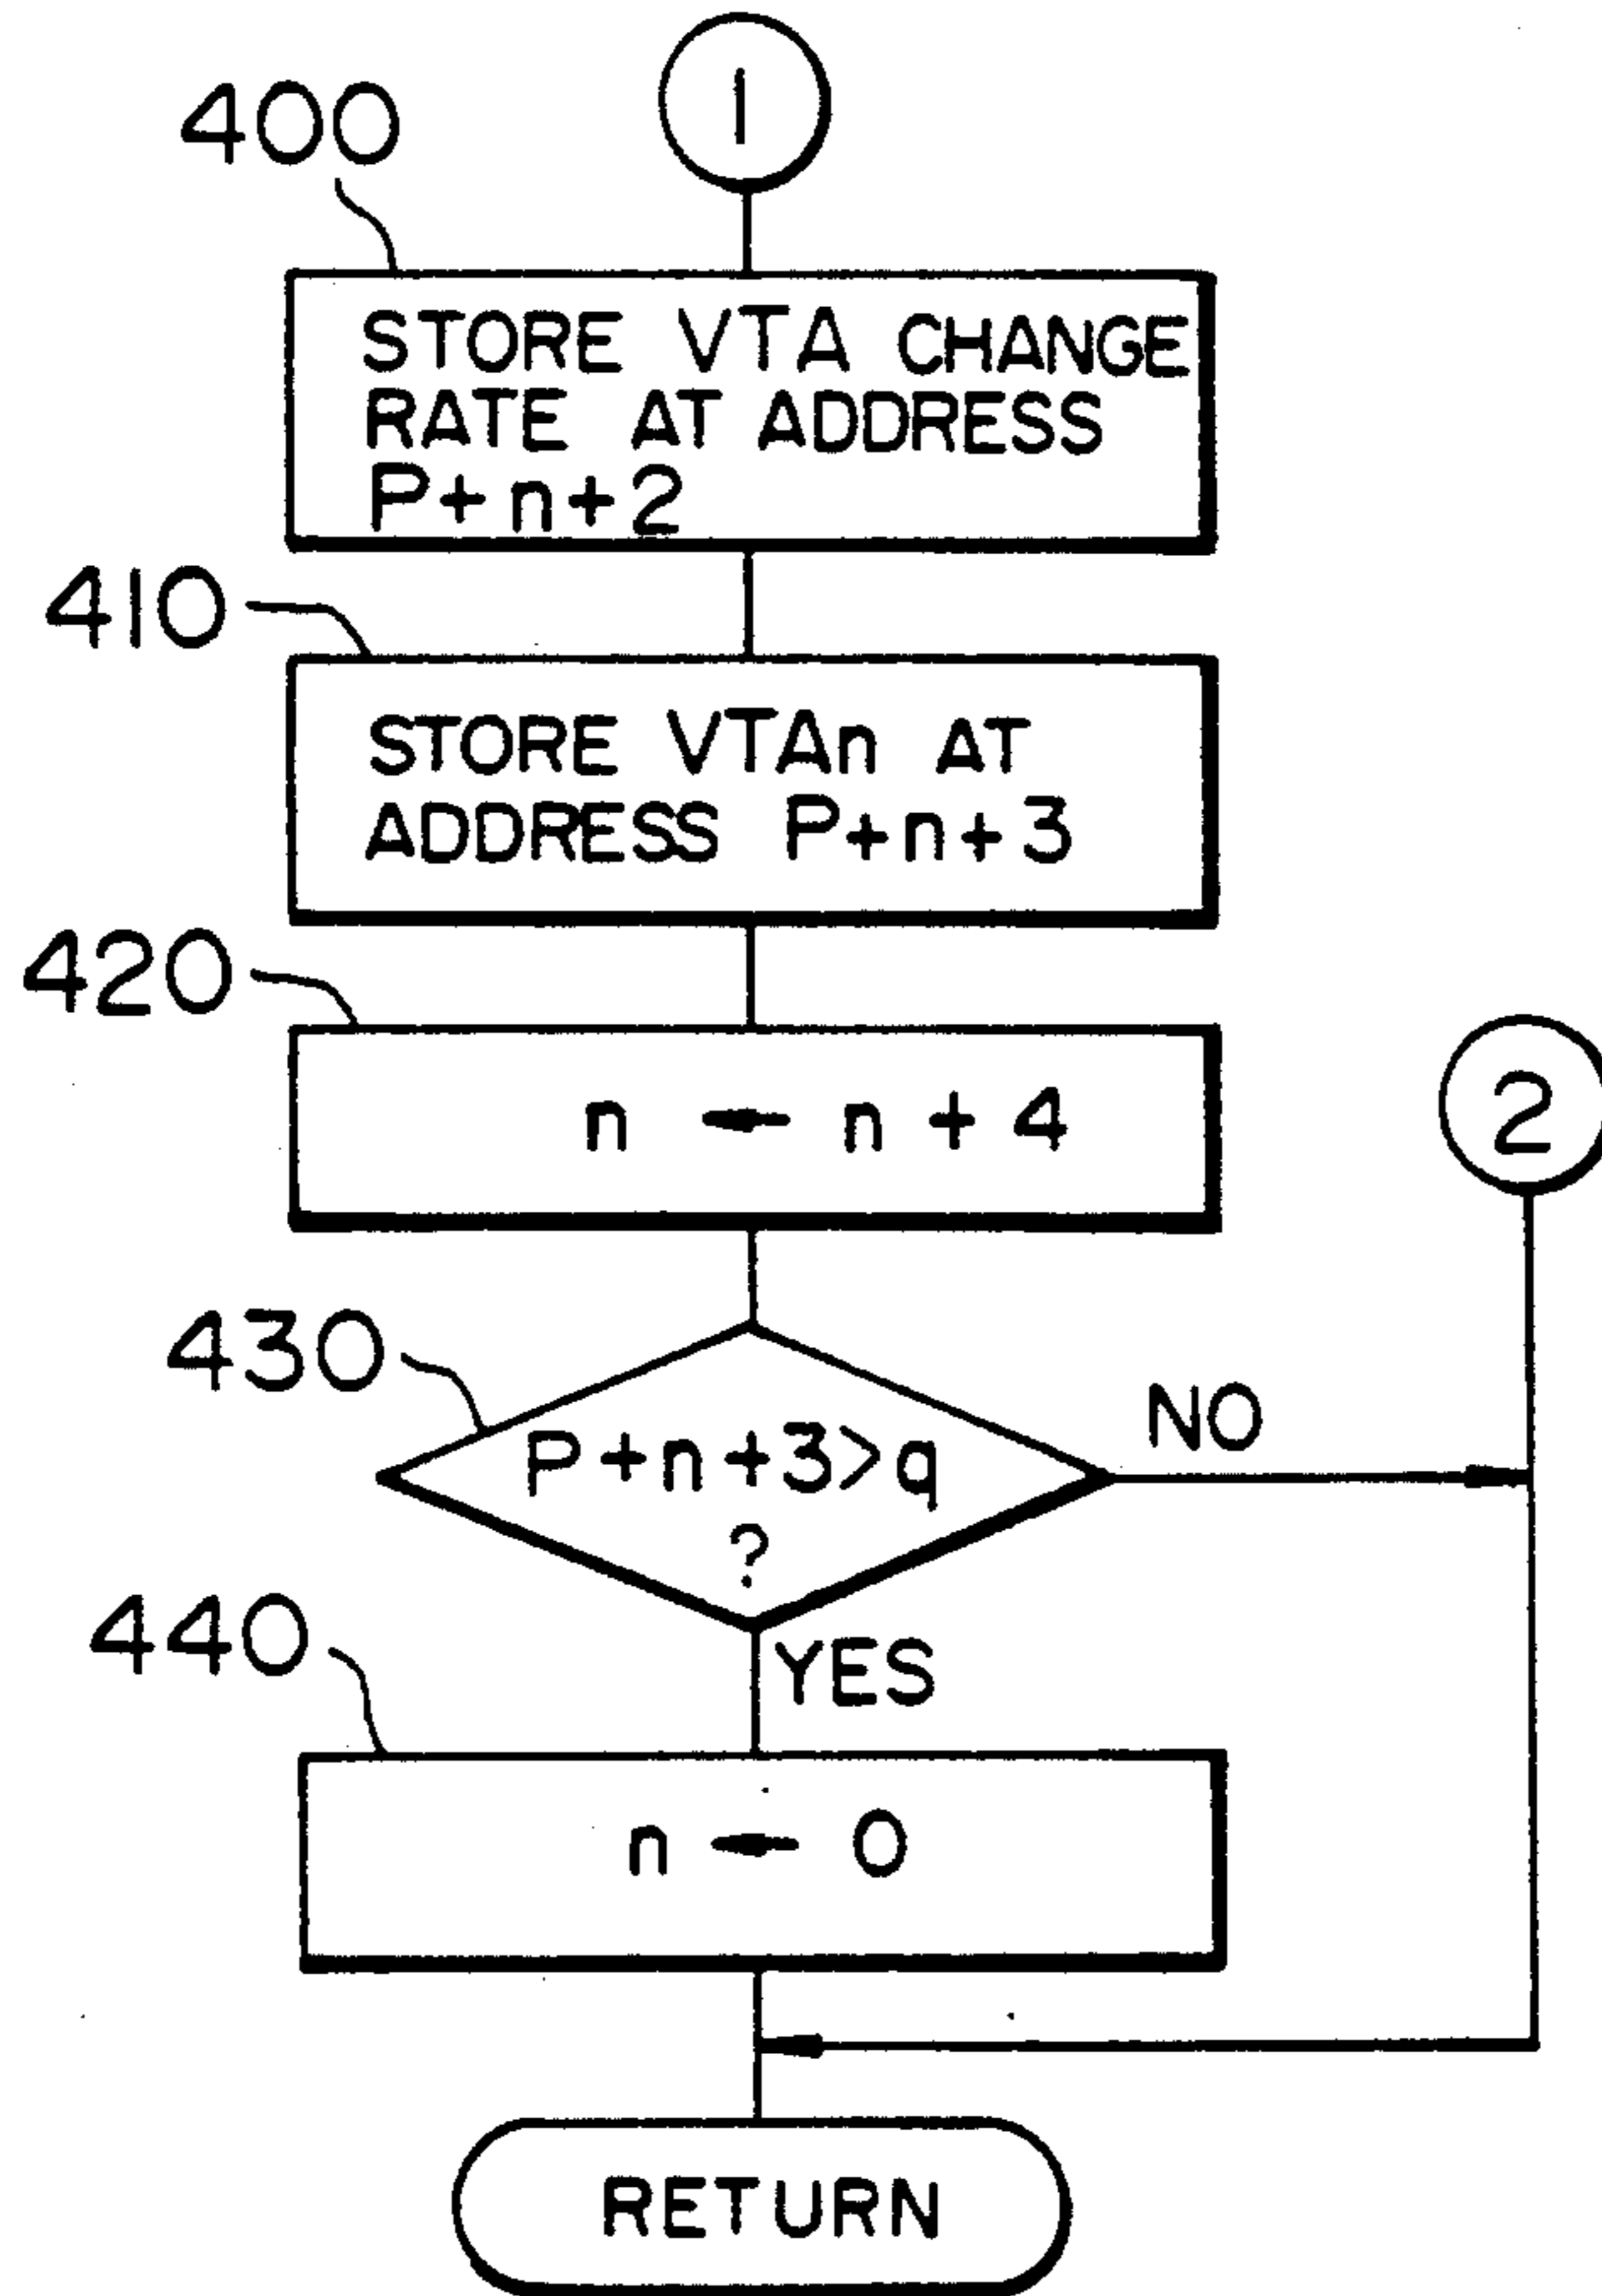 1
400
STORE VTA CHANGE
RATE AT ADDRESS
P+n+2
410
STORE VTAn AT
ADDRESS P+n+3
420
n ← n + 4
2
430
P+n+3>q
?
NO
YES
440
n ← 0
RETURN